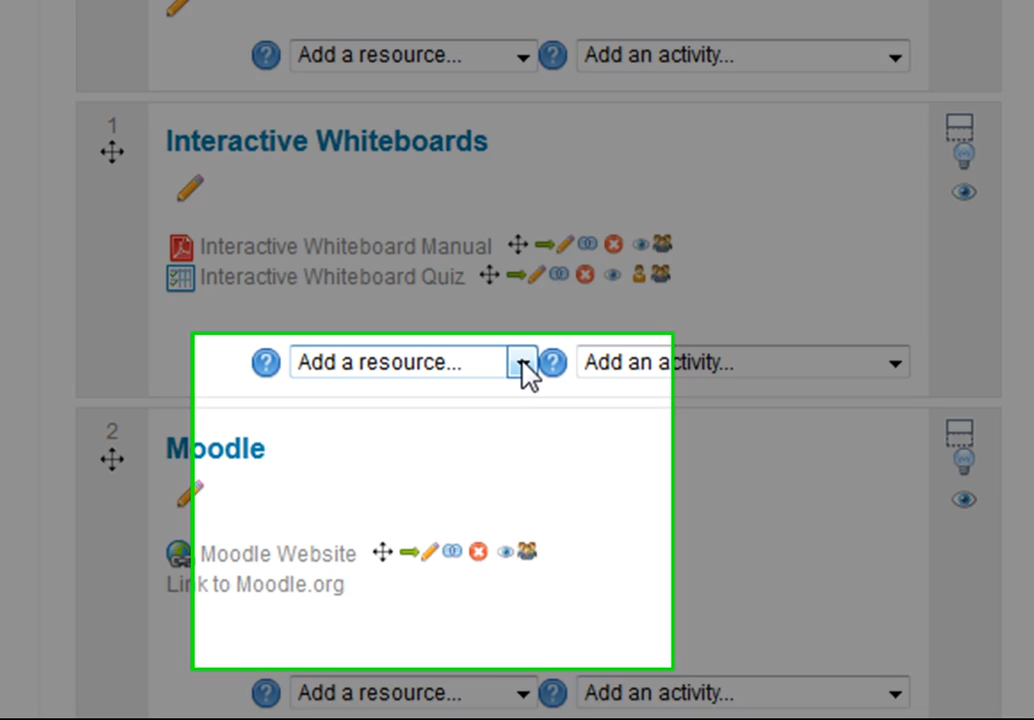 Add a resource... Add an activity...
1
Interactive Whiteboards
Interactive Whiteboard Manual
Interactive Whiteboard Quiz
Add a resource... Add an activity...
2
Moodle
Moodle Website
Link to Moodle.org
Add a resource... Add an activity...